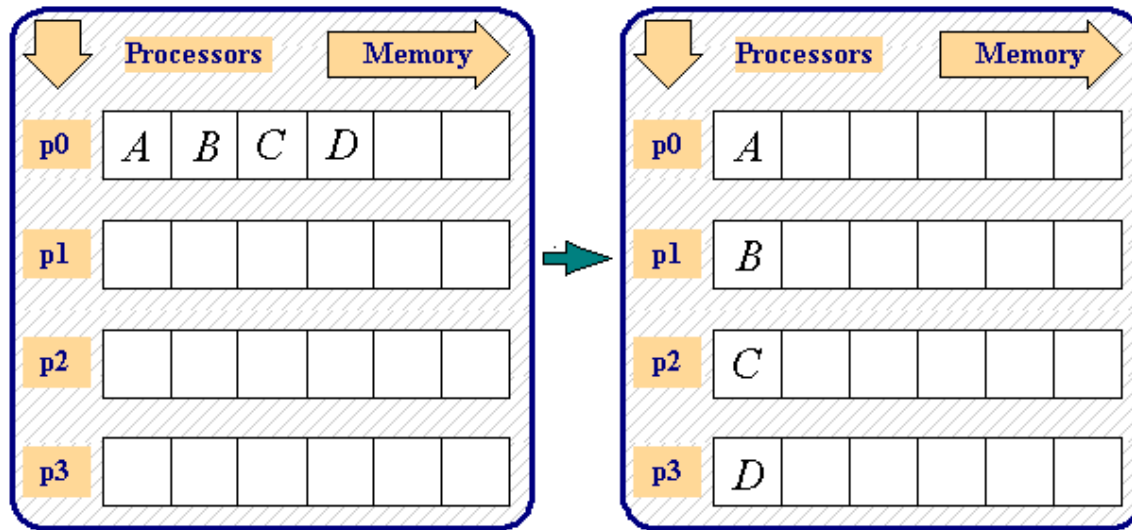 Processors Memory
p0 A B C D
p1
p2
p3
Processors Memory
p0 A
p1 B
p2 C
p3 D